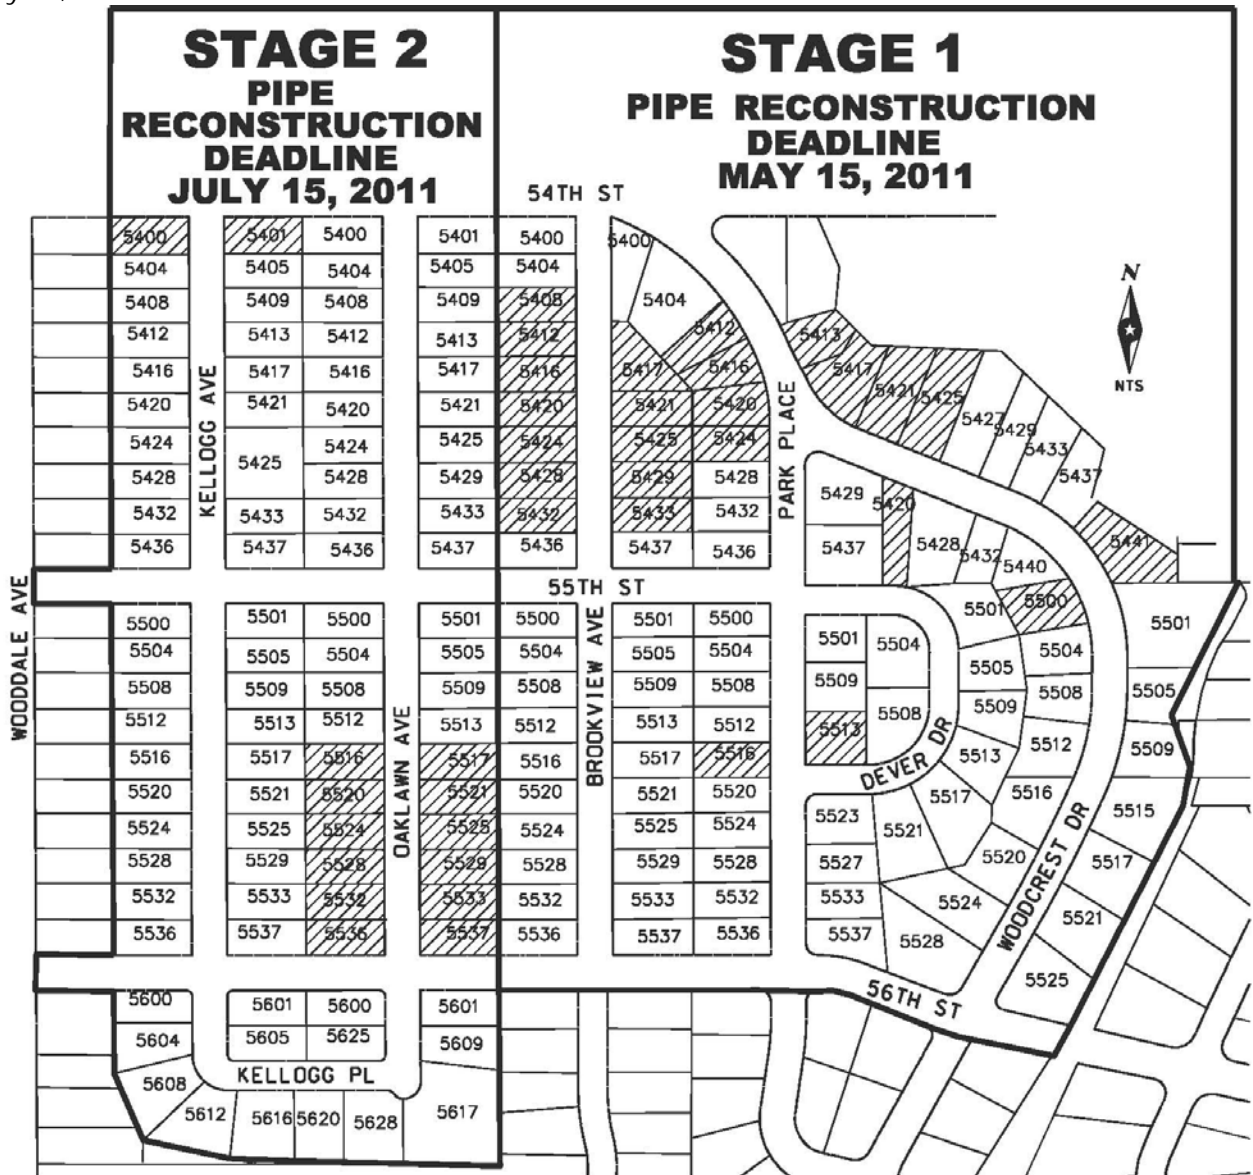 STAGE 2
PIPE
RECONSTRUCTION
DEADLINE
JULY 15, 2011
STAGE 1
PIPE RECONSTRUCTION
DEADLINE
MAY 15, 2011
54TH ST
N
NTS
5400 5401 5400 5401 5400 5400
5404 5405 5404 5405 5404 5404
5408 5409 5408 5409 5408 5412 5413
5412 5413 5412 5413 5412 5417 5416 5417 5421 5425
5416 5417 5416 5417 5416
5420 5421 5420 5421 5420 5421 5420 5427 5429 5433 5437
5424 5425 5424 5425 5424 5425 5424
5428 5428 5429 5428 5429 5428 5429 5420
5432 5433 5432 5433 5432 5433 5432 5441
5436 5437 5436 5437 5436 5437 5436 5437 5428 5432 5440
KELLOGG AVE
PARK PLACE
55TH ST
WOODDALE AVE
BROOKVIEW AVE
OAKLAWN AVE
DEVER DR
WOODCREST DR
5500 5501 5500 5501 5500 5501 5500 5501 5504 5501 5500 5501
5504 5505 5504 5505 5504 5505 5504 5505 5504
5508 5509 5508 5509 5508 5509 5508 5509 5508 5509 5508 5505
5512 5513 5512 5513 5512 5513 5512 5513 5513 5512 5509
5516 5517 5516 5517 5516 5517 5516 5517 5516
5520 5521 5520 5521 5520 5521 5520 5523 5521 5515
5524 5525 5524 5525 5524 5525 5524 5520 5517
5528 5529 5528 5529 5528 5529 5528 5527
5532 5533 5532 5533 5532 5533 5532 5533 5524 5521
5536 5537 5536 5537 5536 5537 5536 5537 5528 5525
56TH ST
5600 5601 5600 5601
5604 5605 5625 5609
KELLOGG PL
5608 5612 5616 5620 5628 5617